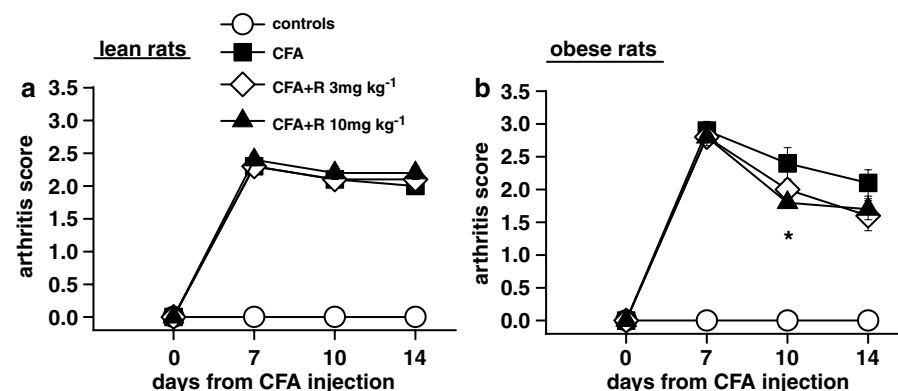 lean rats
controls
CFA
CFA+R 3mg kg-1
CFA+R 10mg kg-1
obese rats
a
3.5
3.0
2.5
2.0
1.5
1.0
0.5
0.0
arthritis score
0 7 10 14
days from CFA injection
b
3.5
3.0
2.5
2.0
1.5
1.0
0.5
0.0
arthritis score
*
0 7 10 14
days from CFA injection